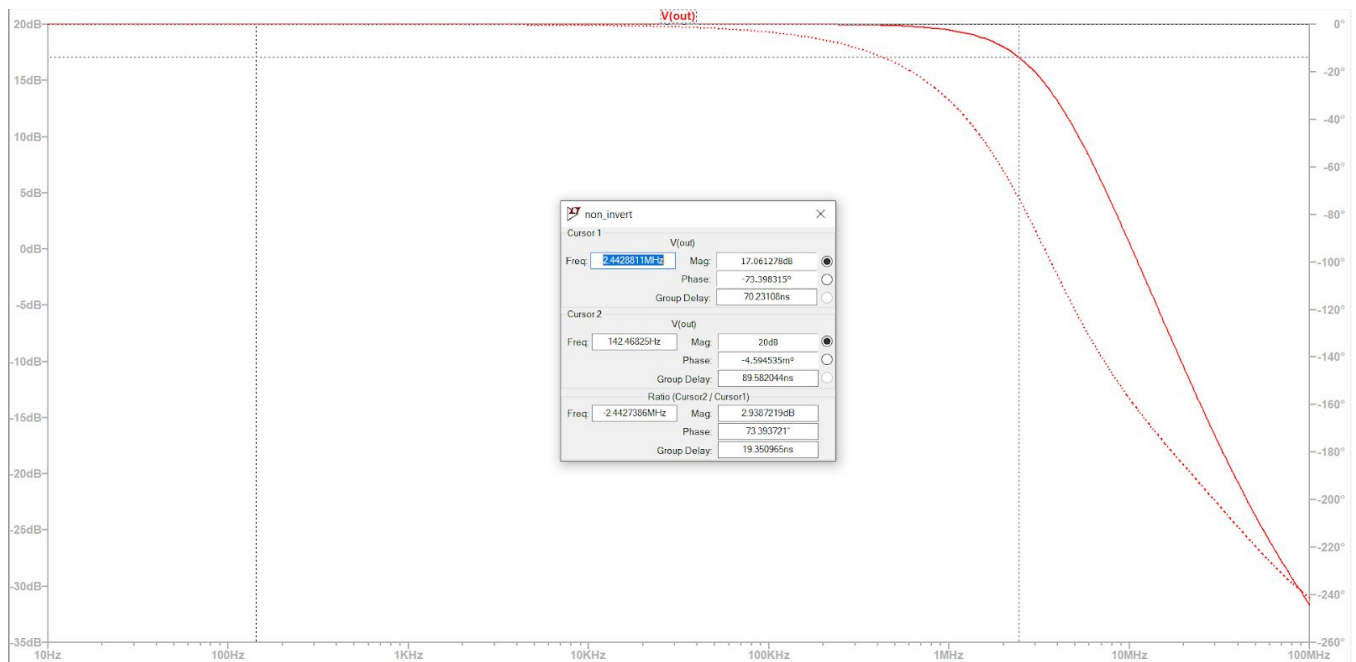 V(out)
20dB
0°
15dB
-20°
10dB
-40°
5dB
-60°
-80°
0dB
-100°
-5dB
-120°
-10dB
-140°
-15dB
-160°
-180°
-20dB
-200°
-25dB
-220°
-30dB
-240°
-35dB
-260°
10Hz 100Hz 1KHz 10KHz 100KHz 1MHz 10MHz 100MHz
non_invert
Cursor 1
V(out)
Freq: 2.4428811MHz Mag: 17.061278dB
Phase: -73.398315°
Group Delay: 70.23108ns
Cursor 2
V(out)
Freq: 142.46825Hz Mag: 20dB
Phase: -4.594535m°
Group Delay: 89.582044ns
Ratio (Cursor2 / Cursor1)
Freq: -2.4427386MHz Mag: 2.9387219dB
Phase: 73.393721°
Group Delay: 19.350965ns